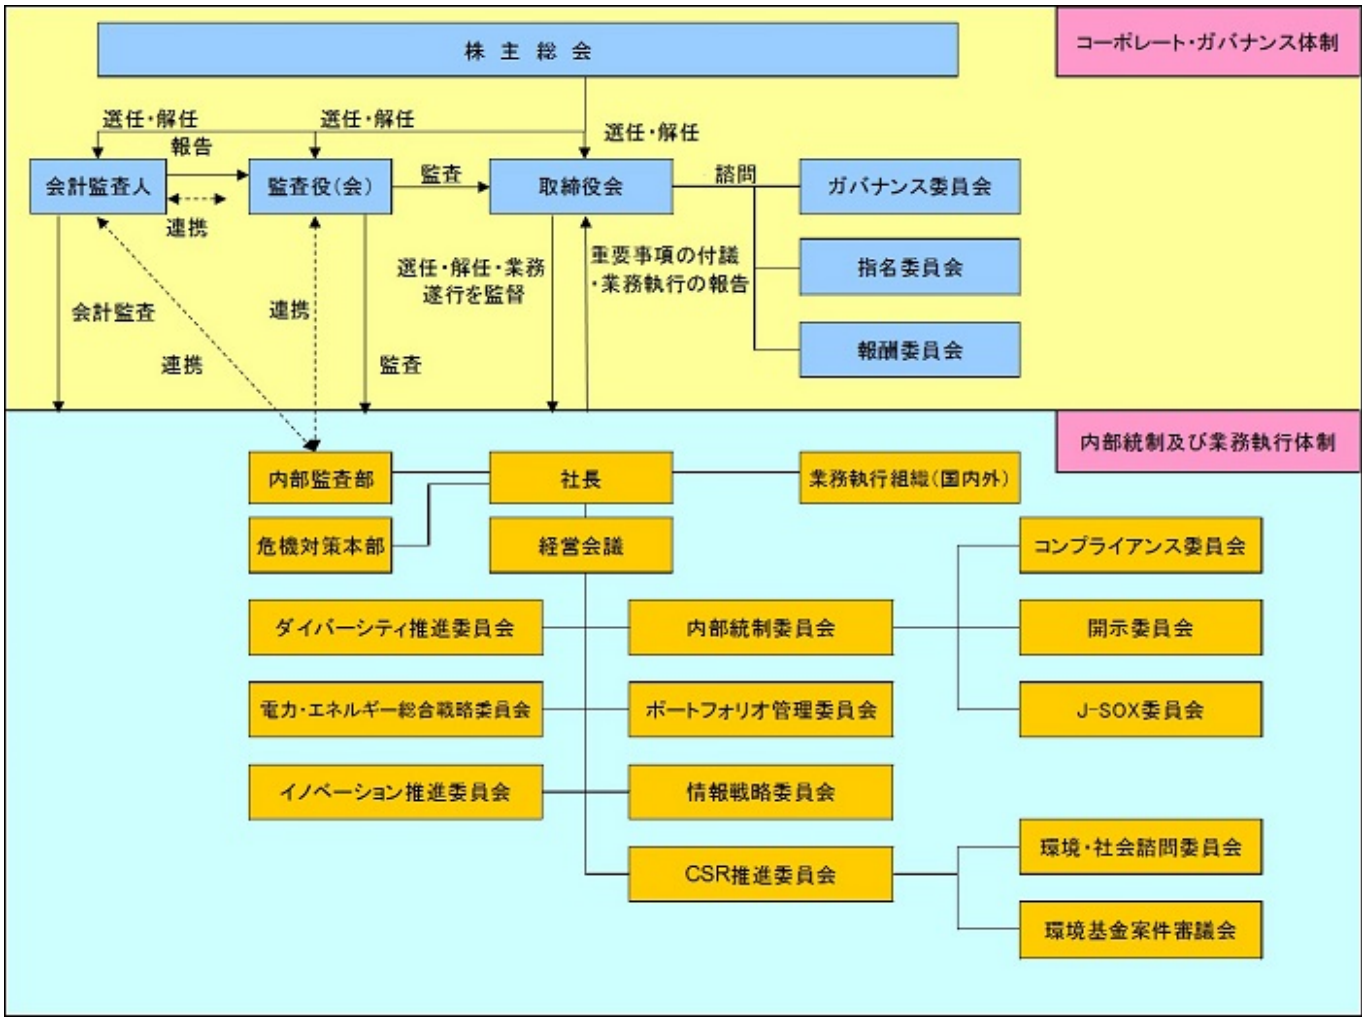 コーポレート・ガバナンス体制
株主総会
選任・解任
選任・解任
選任・解任
報告
会計監査人
監査役(会)
監査
取締役会
諮問
ガバナンス委員会
連携
指名委員会
重要事項の付議
・業務執行の報告
選任・解任・業務
遂行を監督
会計監査
連携
連携
監査
報酬委員会
内部統制及び業務執行体制
内部監査部
社長
業務執行組織(国内外)
危機対策本部
経営会議
コンプライアンス委員会
ダイバーシティ推進委員会
内部統制委員会
開示委員会
電力・エネルギー総合戦略委員会
ポートフォリオ管理委員会
J-SOX委員会
イノベーション推進委員会
情報戦略委員会
環境・社会諮問委員会
CSR推進委員会
環境基金案件審議会